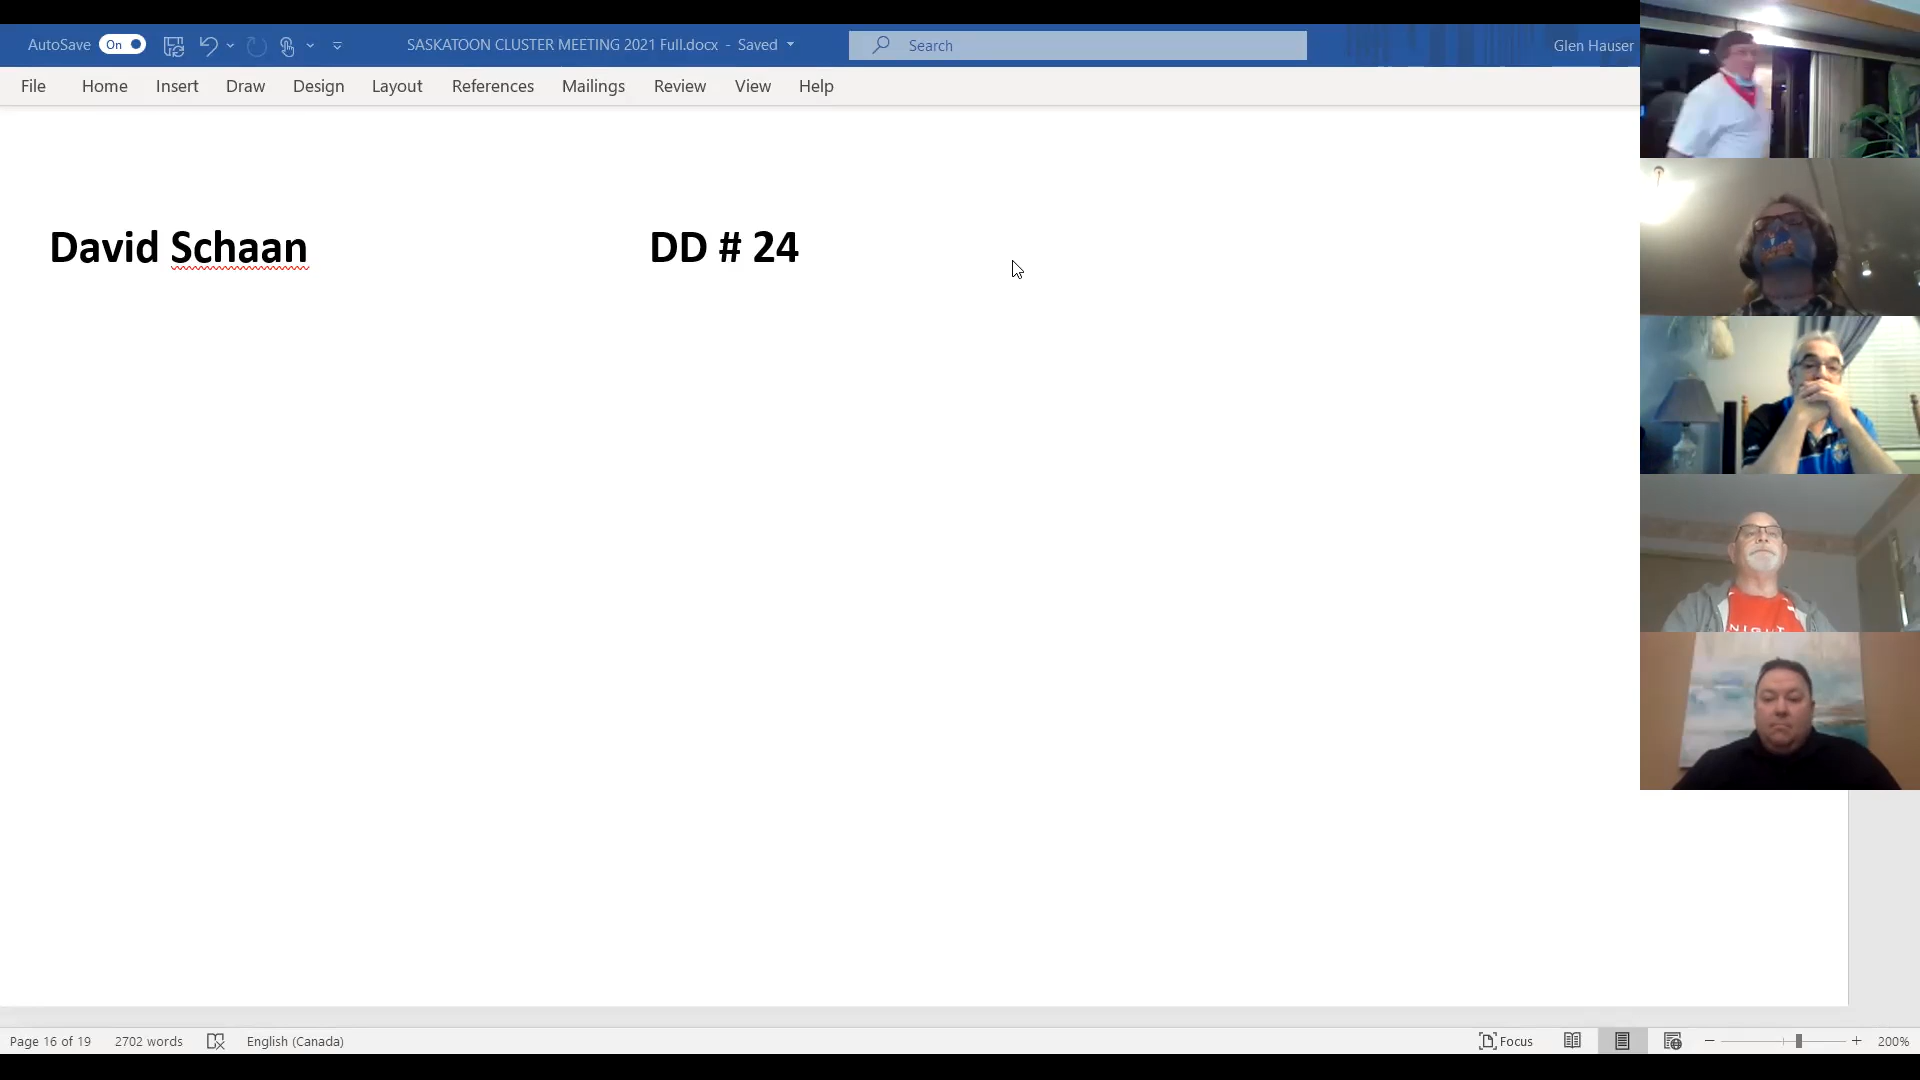 AutoSave On SASKATOON CLUSTER MEETING 2021 Full.docx - Saved Search Glen Hauser
File Home Insert Draw Design Layout References Mailings Review View Help
David Schaan DD # 24
Page 16 of 19 2702 words English (Canada) Focus 200%